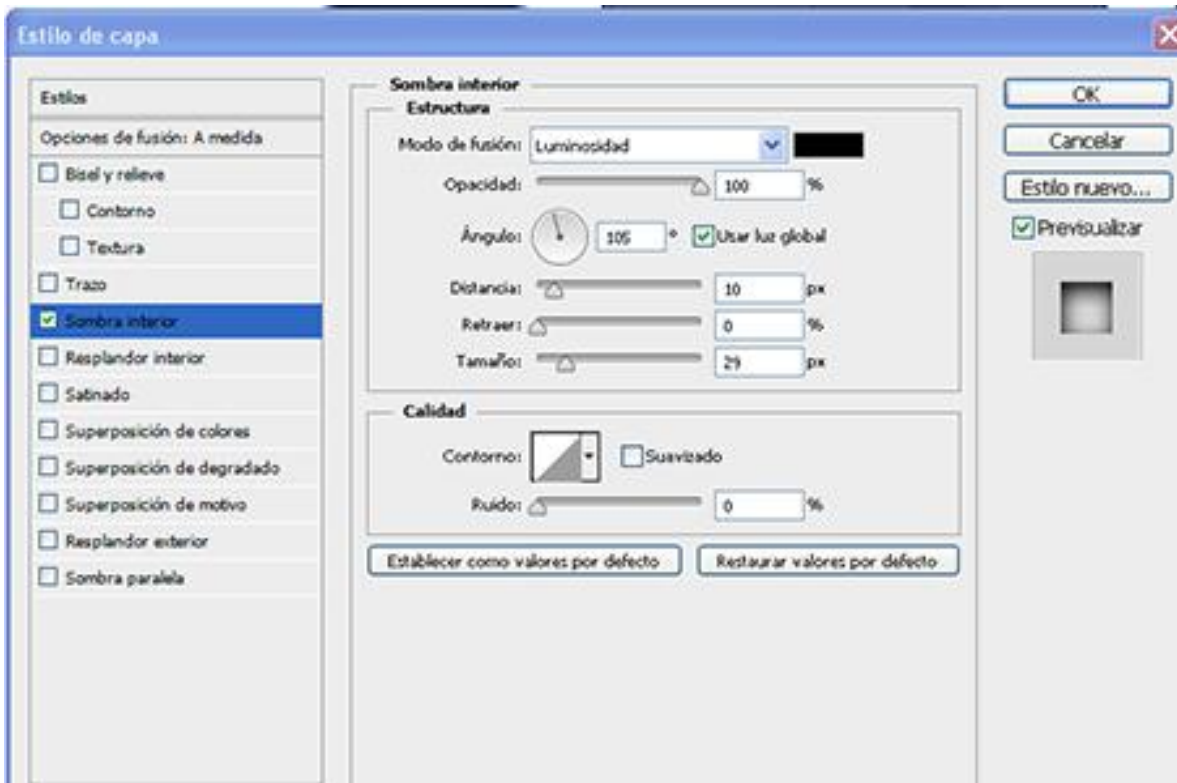 Estilo de capa
Estilos
Opciones de fusión: A medida
Bisel y relieve
Contorno
Textura
Trazo
Sombra interior
Resplandor interior
Satinado
Superposición de colores
Superposición de degradado
Superposición de motivo
Resplandor exterior
Sombra paralela
Sombra interior
Estructura
Modo de fusión: Luminosidad
Opacidad: 100 %
Ángulo: 105 ° Usar luz global
Distancia: 10 px
Retraer: 0 %
Tamaño: 29 px
Calidad
Contorno: Suavizado
Ruido: 0 %
Establecer como valores por defecto Restaurar valores por defecto
OK
Cancelar
Estilo nuevo...
Previsualizar